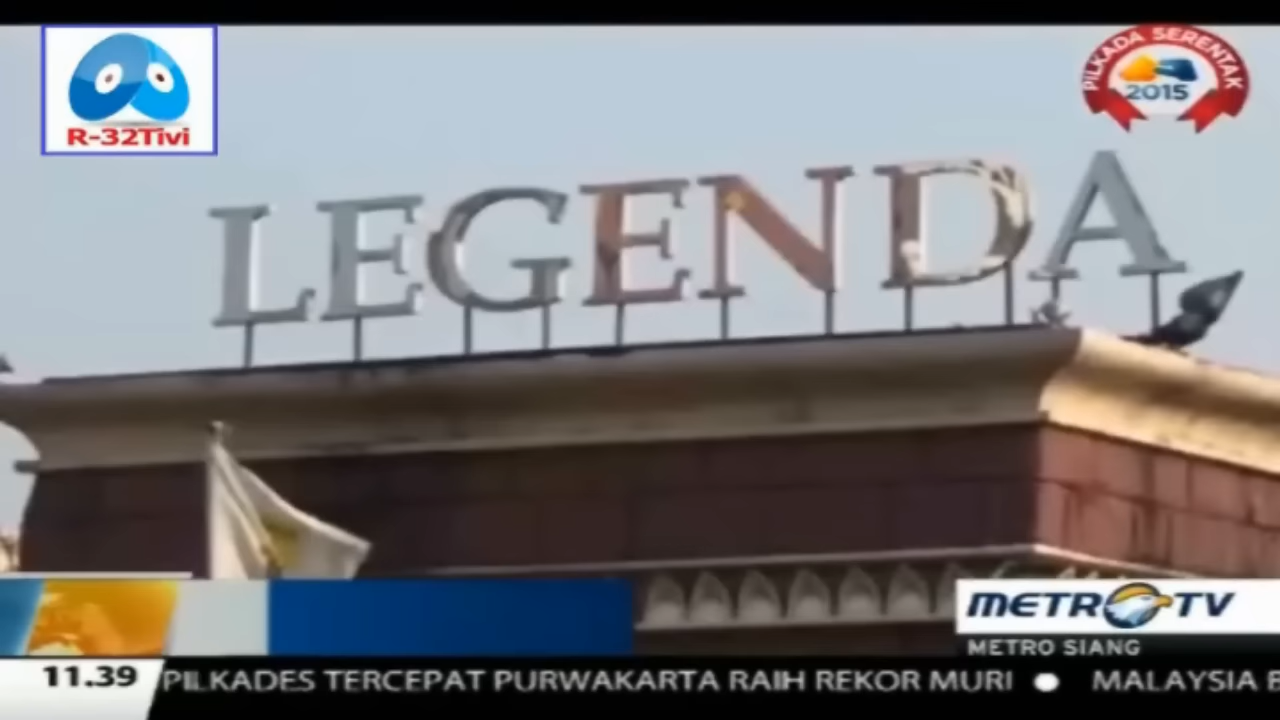 R-32Tivi
PILKADA SERENTAK
2015
LEGENDA
METRO TV
METRO SIANG
11.39
PILKADES TERCEPAT PURWAKARTA RAIH REKOR MURI ● MALAYSIA B